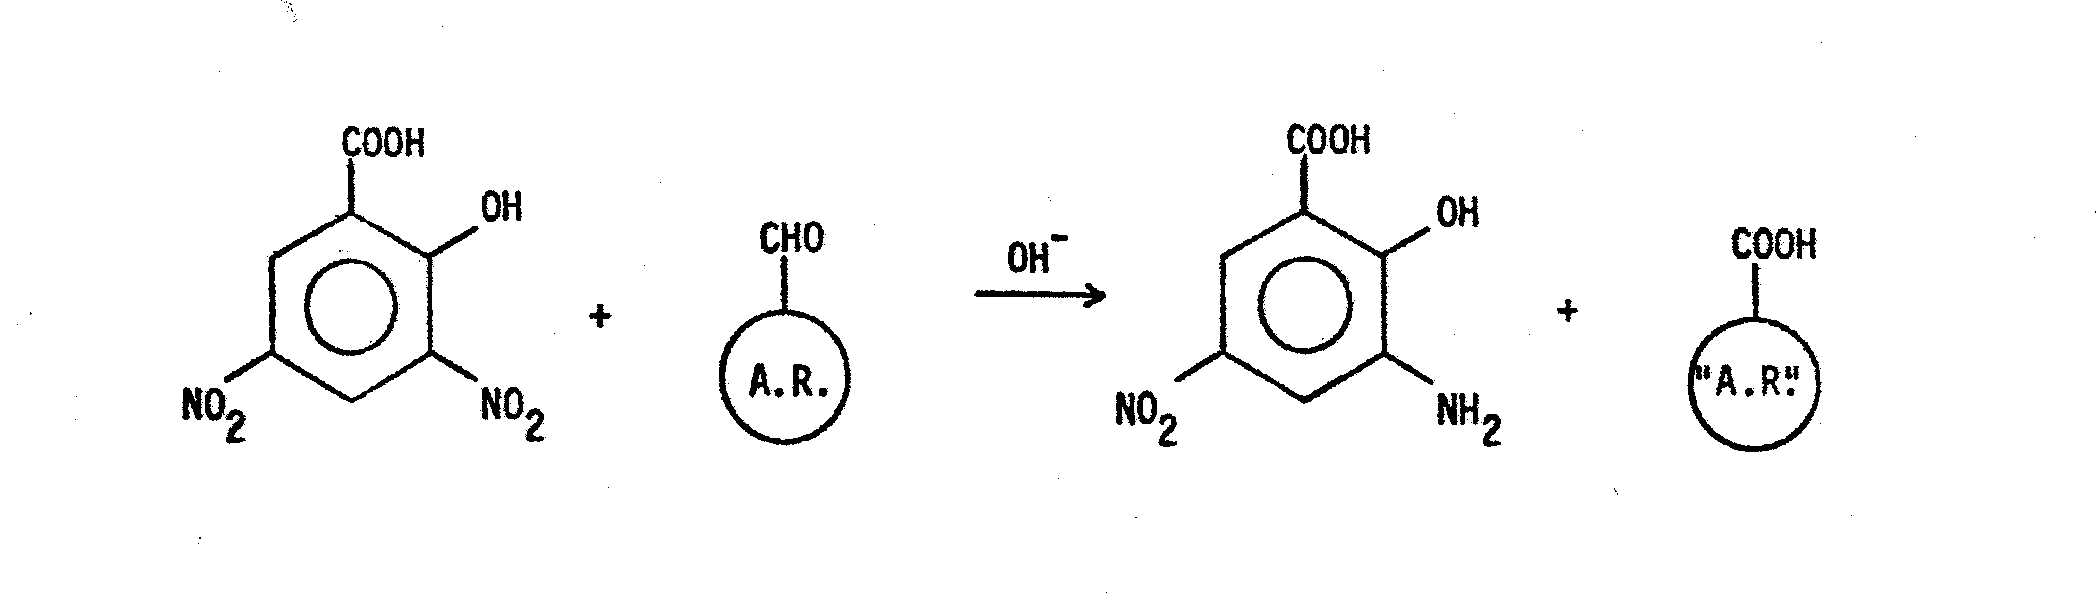 COOH
OH
NO2
NO2
+
CHO
A.R.
OH-
COOH
OH
NO2
NH2
+
COOH
"A.R."